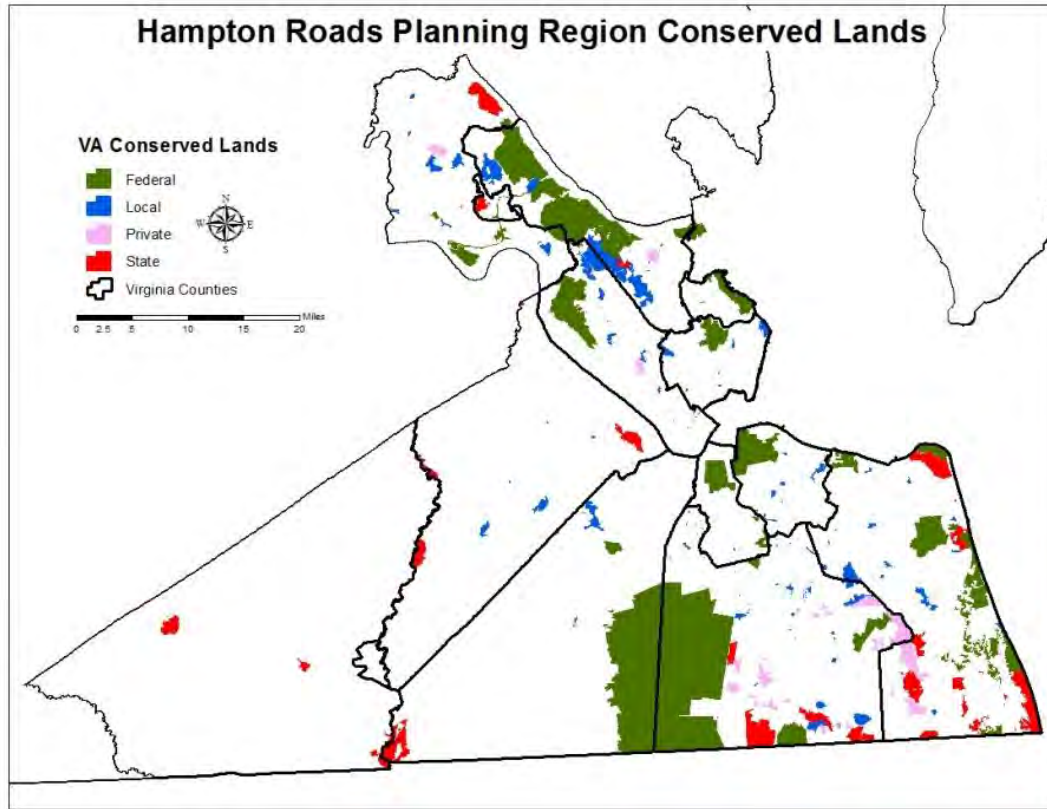 Hampton Roads Planning Region Conserved Lands
VA Conserved Lands
Federal
Local
Private
State
Virginia Counties
N
W E
S
0 2.5 5 10 15 20 Miles